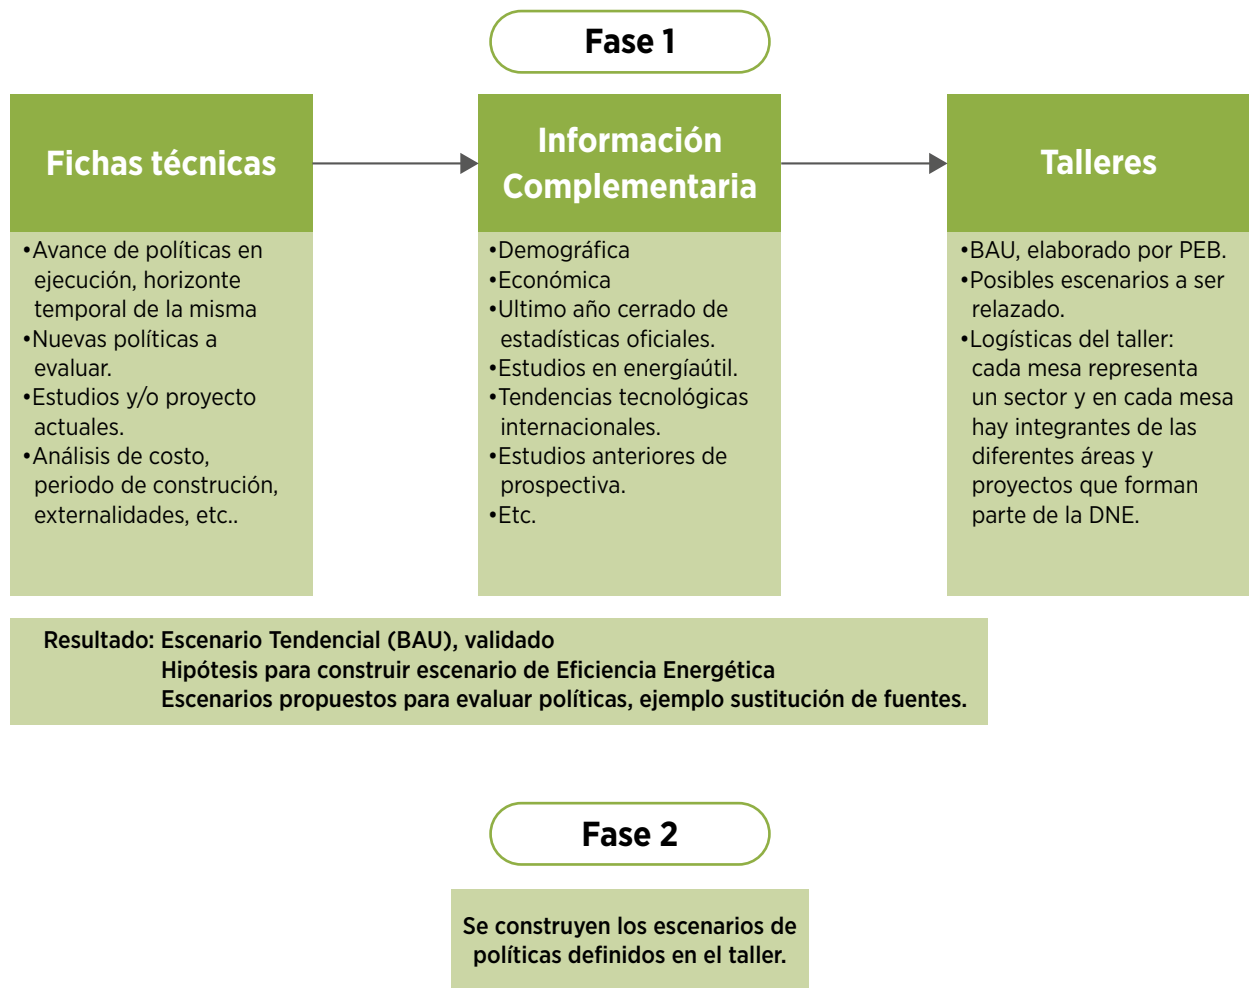 Fase 1
Fichas técnicas
•Avance de políticas en
ejecución, horizonte
temporal de la misma
•Nuevas políticas a
evaluar.
•Estudios y/o proyecto
actuales.
•Análisis de costo,
periodo de construción,
externalidades, etc..
Información
Complementaria
•Demográfica
•Económica
•Ultimo año cerrado de
estadísticas oficiales.
•Estudios en energíaútil.
•Tendencias tecnológicas
internacionales.
•Estudios anteriores de
prospectiva.
•Etc.
Talleres
•BAU, elaborado por PEB.
•Posibles escenarios a ser
relazado.
•Logísticas del taller:
cada mesa representa
un sector y en cada mesa
hay integrantes de las
diferentes áreas y
proyectos que forman
parte de la DNE.
Resultado: Escenario Tendencial (BAU), validado
Hipótesis para construir escenario de Eficiencia Energética
Escenarios propuestos para evaluar políticas, ejemplo sustitución de fuentes.
Fase 2
Se construyen los escenarios de
políticas definidos en el taller.